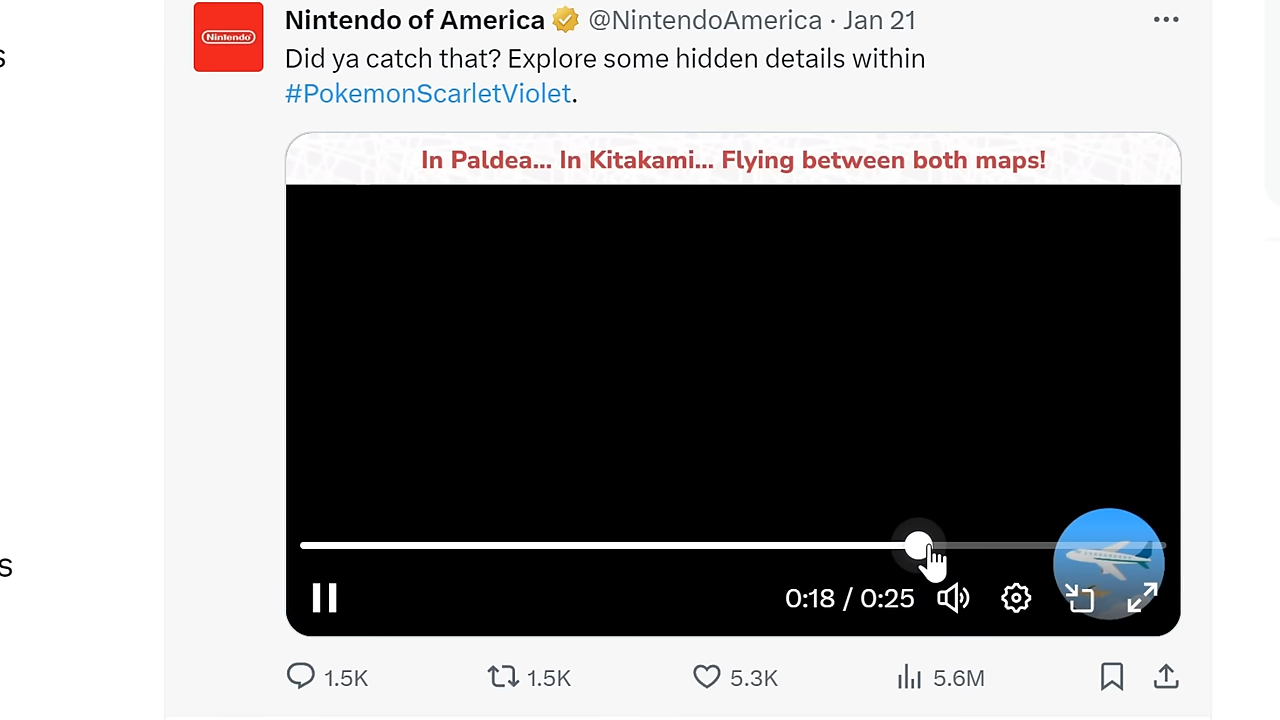 Nintendo
Nintendo of America @NintendoAmerica · Jan 21
Did ya catch that? Explore some hidden details within
#PokemonScarletViolet.
In Paldea... In Kitakami... Flying between both maps!
0:18 / 0:25
1.5K 1.5K 5.3K 5.6M
s
s